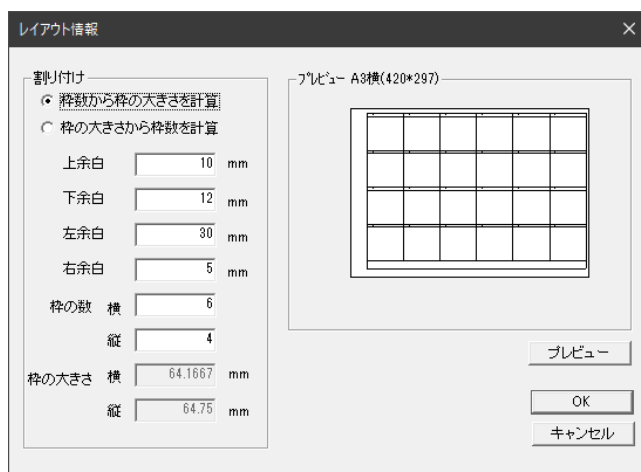 レイアウト情報
割り付け
枠数から枠の大きさを計算
枠の大きさから枠数を計算
上余白 10 mm
下余白 12 mm
左余白 30 mm
右余白 5 mm
枠の数 横 6
縦 4
枠の大きさ 横 64.1667 mm
縦 64.75 mm
プレビュー A3横(420*297)
プレビュー
OK
キャンセル